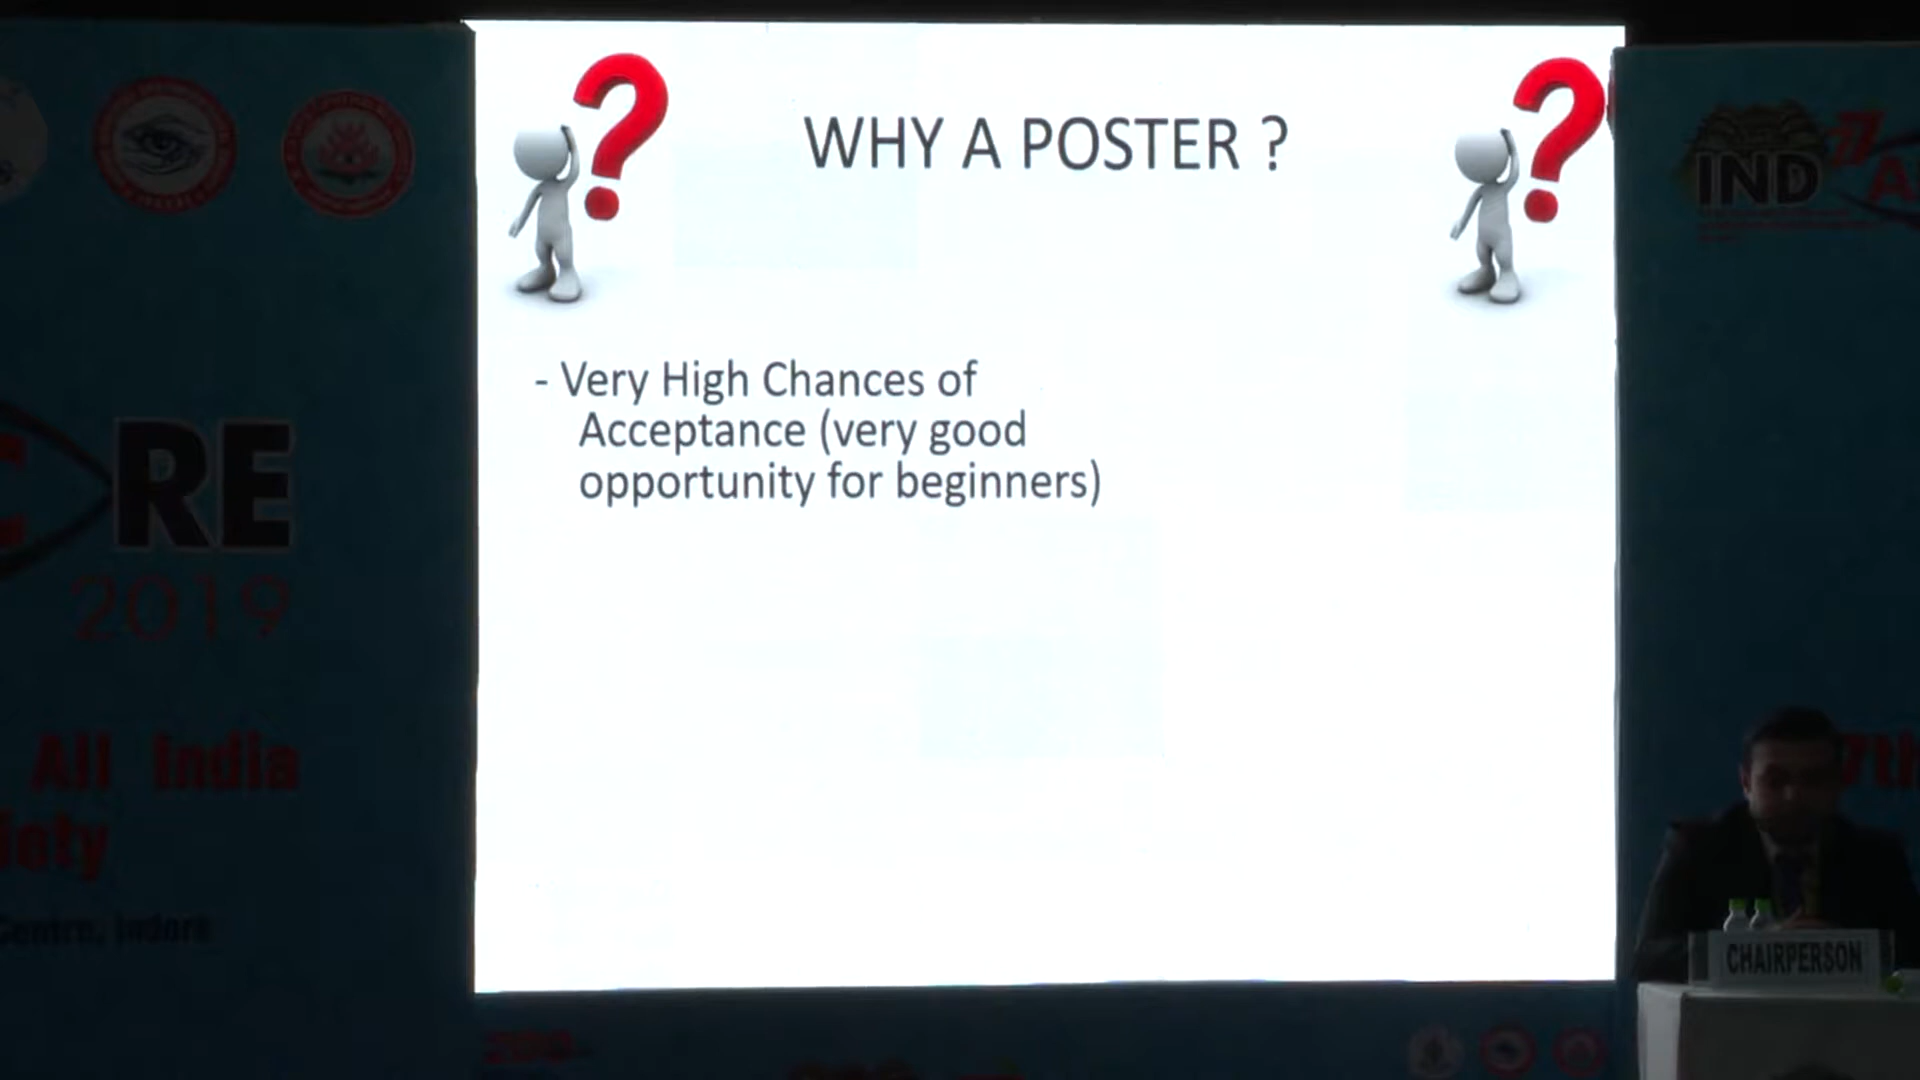 WHY A POSTER ?
- Very High Chances of
Acceptance (very good
opportunity for beginners)
RE
2019
All India
Centre, Indore
IND
CHAIRPERSON